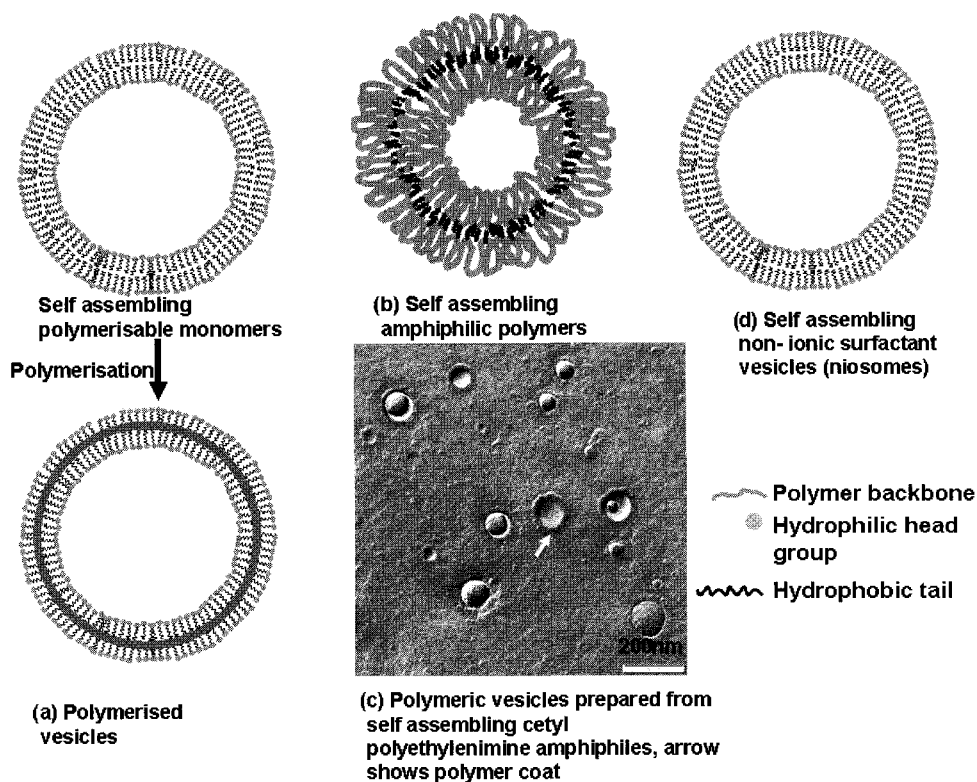 Self assembling
polymerisable monomers
Polymerisation
(a) Polymerised
vesicles
(b) Self assembling
amphiphilic polymers
200nm
(c) Polymeric vesicles prepared from
self assembling cetyl
polyethylenimine amphiphiles, arrow
shows polymer coat
(d) Self assembling
non- ionic surfactant
vesicles (niosomes)
Polymer backbone
Hydrophilic head
group
Hydrophobic tail